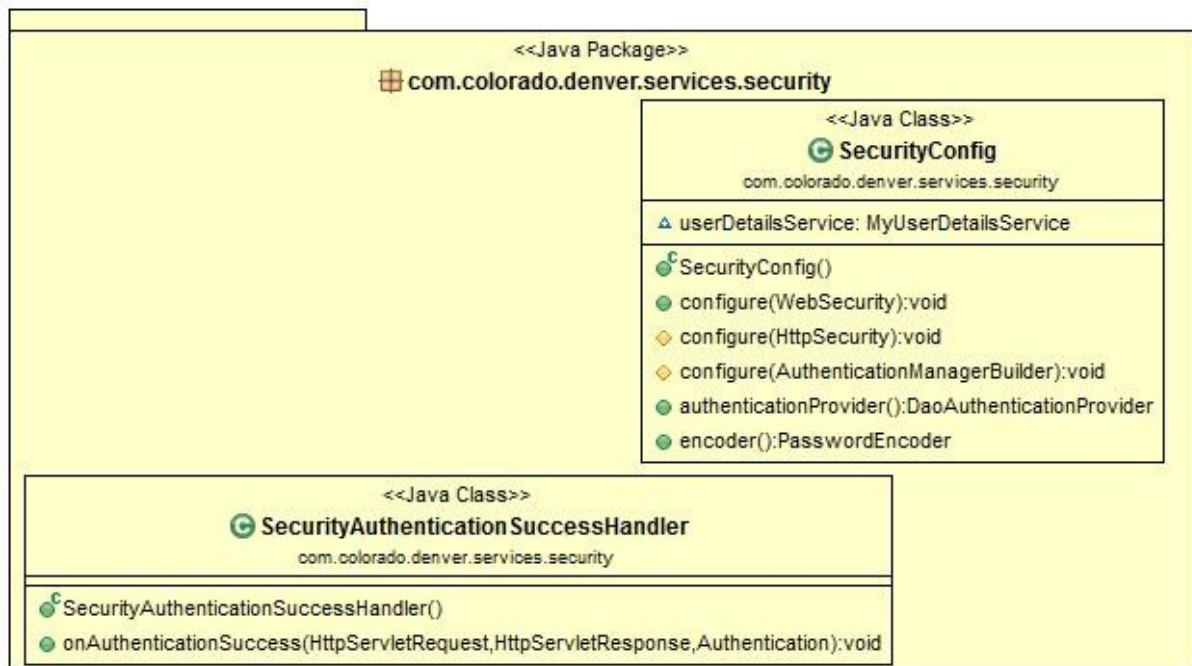 <<Java Package>>
com.colorado.denver.services.security
<<Java Class>>
SecurityConfig
com.colorado.denver.services.security
userDetailsService: MyUserDetailsService
SecurityConfig()
configure(WebSecurity):void
configure(HttpSecurity):void
configure(AuthenticationManagerBuilder):void
authenticationProvider():DaoAuthenticationProvider
encoder():PasswordEncoder
<<Java Class>>
SecurityAuthenticationSuccessHandler
com.colorado.denver.services.security
SecurityAuthenticationSuccessHandler()
onAuthenticationSuccess(HttpServletRequest,HttpServletResponse,Authentication):void